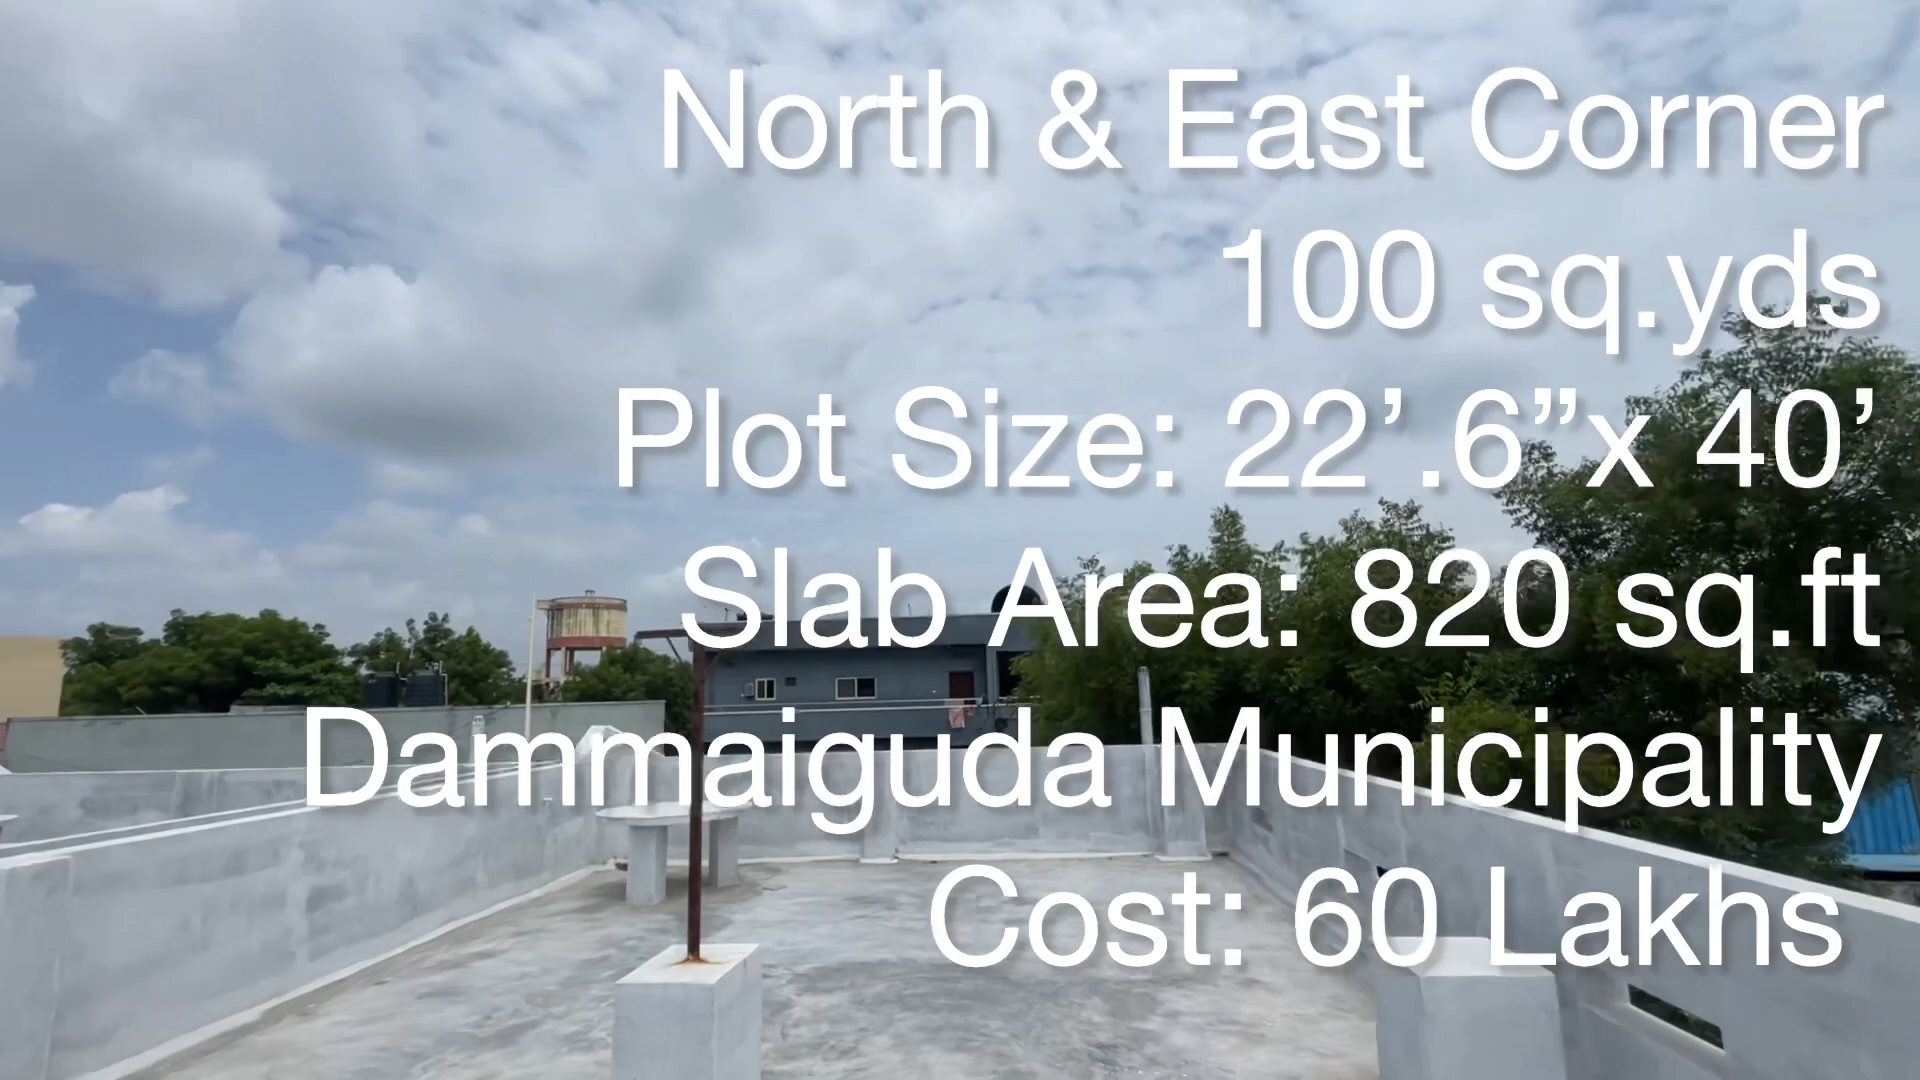 North & East Corner
100 sq.yds
Plot Size: 22’ .6”x 40’
Slab Area: 820 sq.ft
Dammaiguda Municipality
Cost: 60 Lakhs